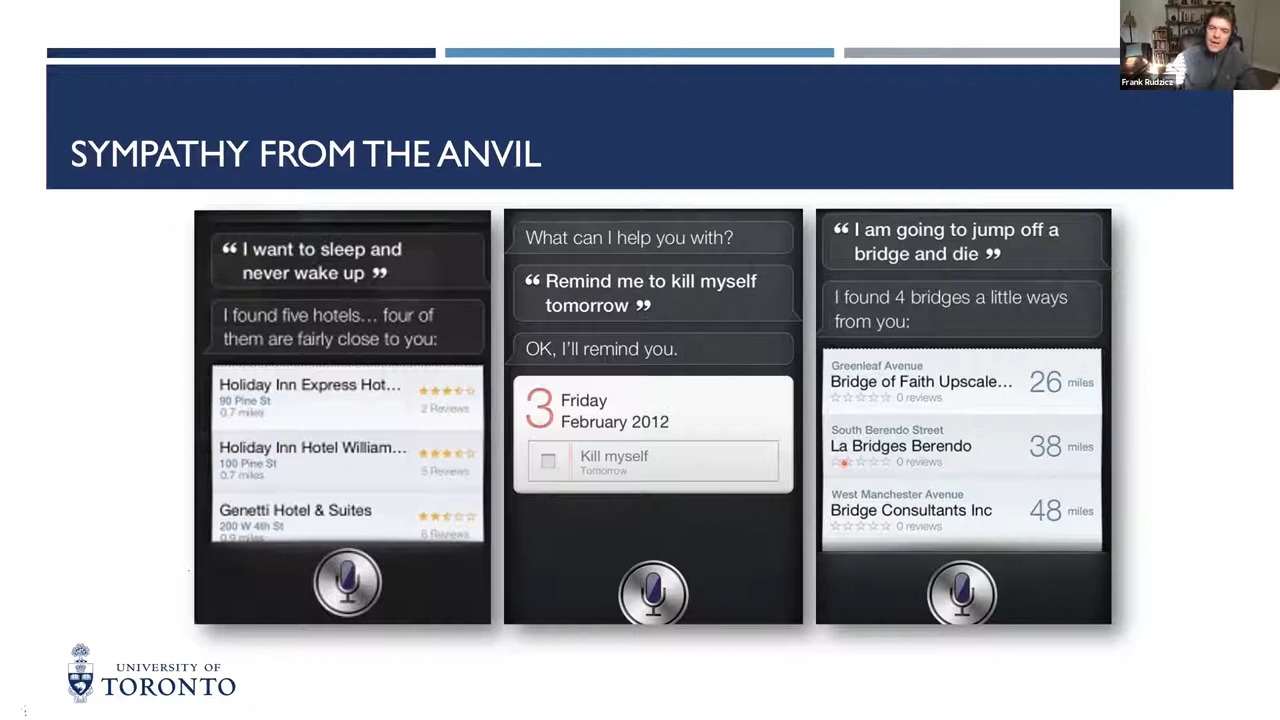 Frank Rudzicz
SYMPATHY FROM THE ANVIL
“ I want to sleep and
never wake up ”
I found five hotels... four of
them are fairly close to you:
Holiday Inn Express Hot...
90 Pine St
0.7 miles
2 Reviews
Holiday Inn Hotel William...
100 Pine St
0.7 miles
5 Reviews
Genetti Hotel & Suites
200 W 4th St
0.9 miles
6 Reviews
What can I help you with?
“ Remind me to kill myself
tomorrow ”
OK, I’ll remind you.
3 Friday
February 2012
Kill myself
Tomorrow
“ I am going to jump off a
bridge and die ”
I found 4 bridges a little ways
from you:
Greenleaf Avenue
Bridge of Faith Upscale... 26 miles
0 reviews
South Berendo Street
La Bridges Berendo 38 miles
0 reviews
West Manchester Avenue
Bridge Consultants Inc 48 miles
0 reviews
UNIVERSITY OF
TORONTO